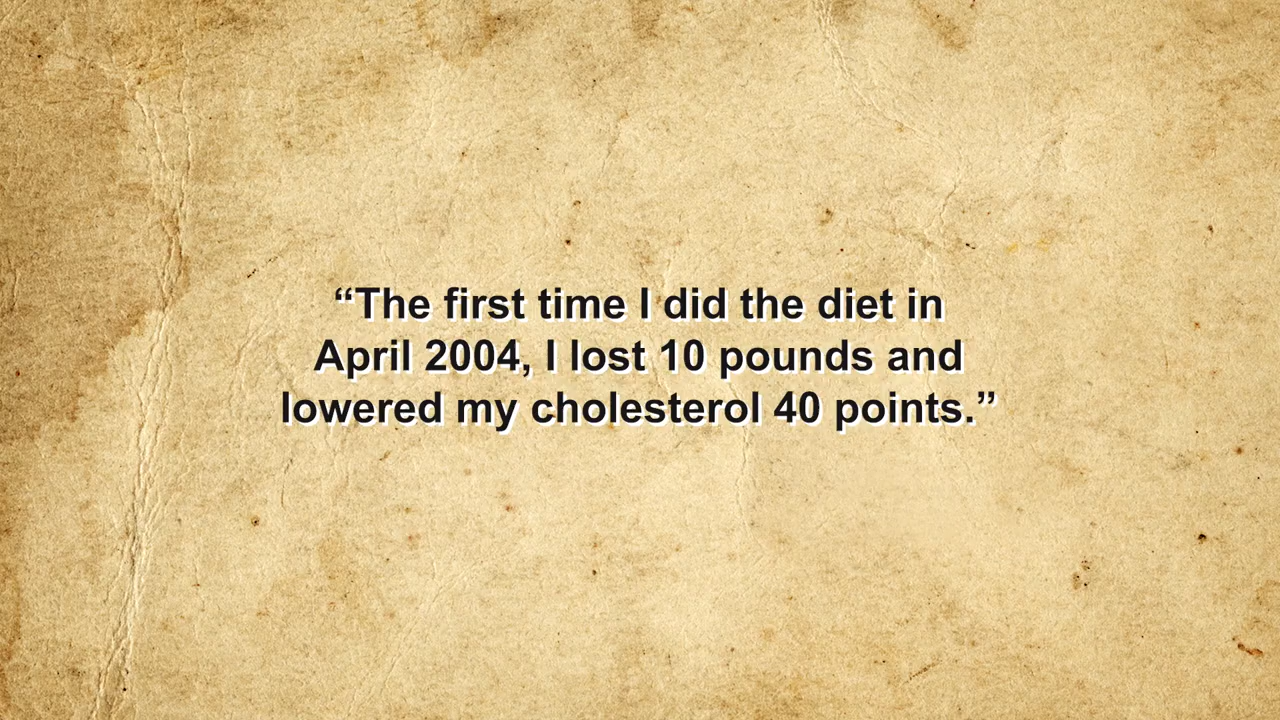 “The first time I did the diet in
April 2004, I lost 10 pounds and
lowered my cholesterol 40 points.”